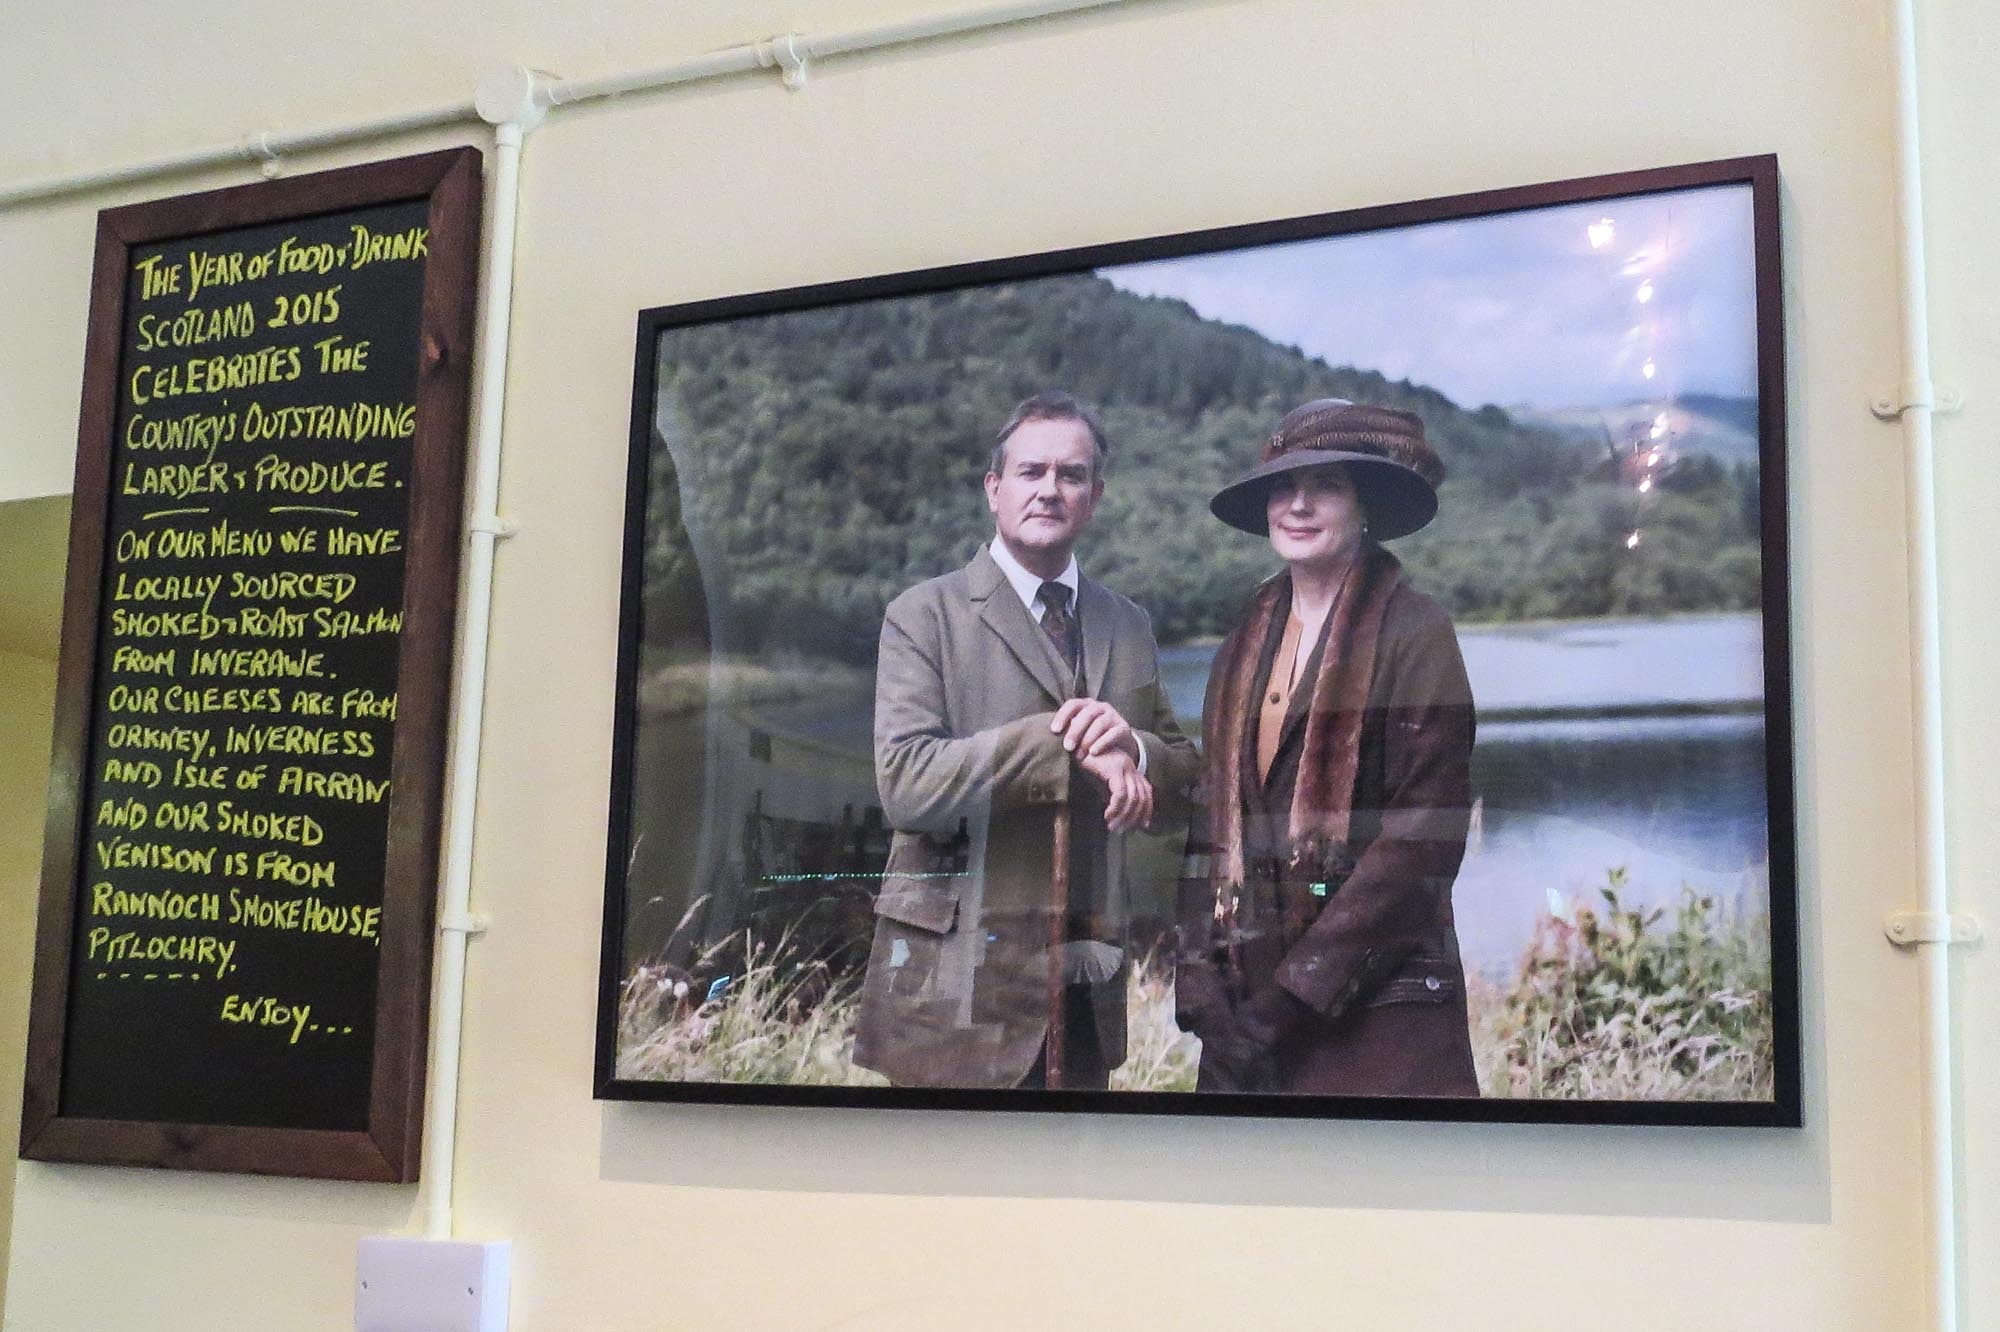 THE YEAR OF FOOD & DRINK
SCOTLAND 2015
CELEBRATES THE
COUNTRY'S OUTSTANDING
LARDER & PRODUCE.
ON OUR MENU WE HAVE
LOCALLY SOURCED
SMOKED & ROAST SALMON
FROM INVERAWE.
OUR CHEESES ARE FROM
ORKNEY, INVERNESS
AND ISLE OF ARRAN
AND OUR SMOKED
VENISON IS FROM
RANNOCH SMOKEHOUSE,
PITLOCHRY.
ENJOY...